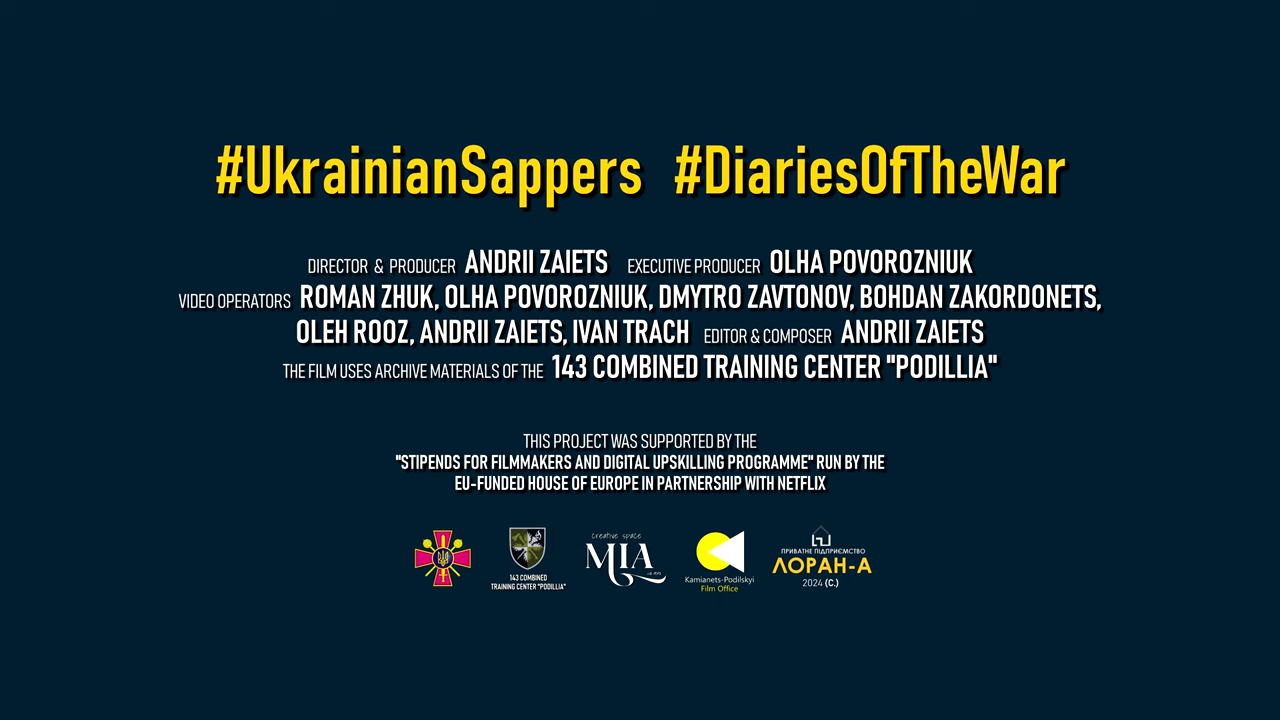 #UkrainianSappers #DiariesOfTheWar
DIRECTOR & PRODUCER ANDRII ZAIETS EXECUTIVE PRODUCER OLHA POVOROZNIUK
VIDEO OPERATORS ROMAN ZHUK, OLHA POVOROZNIUK, DMYTRO ZAVTONOV, BOHDAN ZAKORDONETS,
OLEH ROOZ, ANDRII ZAIETS, IVAN TRACH EDITOR & COMPOSER ANDRII ZAIETS
THE FILM USES ARCHIVE MATERIALS OF THE 143 COMBINED TRAINING CENTER "PODILLIA"
THIS PROJECT WAS SUPPORTED BY THE
"STIPENDS FOR FILMMAKERS AND DIGITAL UPSKILLING PROGRAMME" RUN BY THE
EU-FUNDED HOUSE OF EUROPE IN PARTNERSHIP WITH NETFLIX
143 COMBINED
TRAINING CENTER "PODILLIA"
creative space
MIA
Kamianets-Podilskyi
Film Office
ПРИВАТНЕ ПІДПРИЄМСТВО
ЛОРАН-А
2024 (С.)